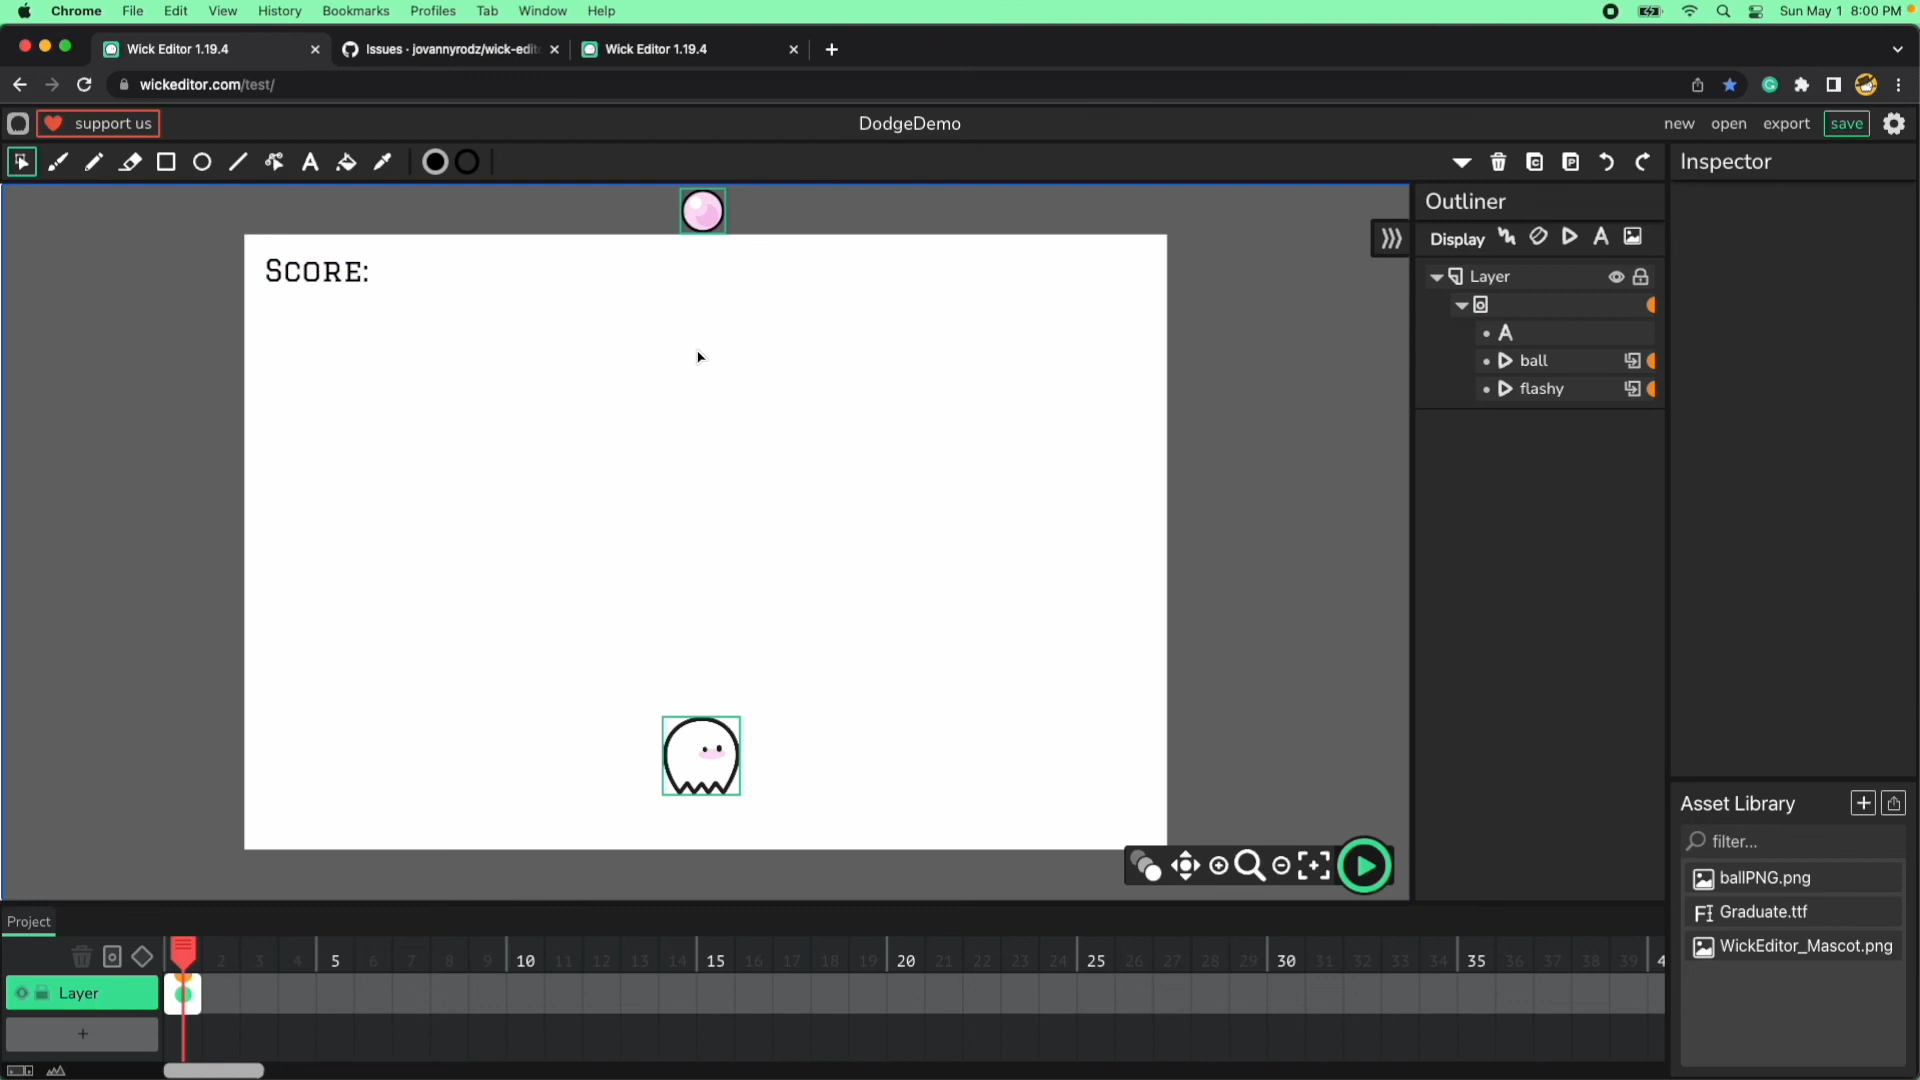 Chrome File Edit View History Bookmarks Profiles Tab Window Help Sun May 1 8:00 PM
Wick Editor 1.19.4 Issues · jovannyrodz/wick-edit Wick Editor 1.19.4
wickeditor.com/test/
support us DodgeDemo new open export save
Inspector
Outliner
Display
Score:
Layer
A
ball
flashy
Asset Library
filter...
ballPNG.png
Graduate.ttf
WickEditor_Mascot.png
Project
2 3 4 5 6 7 8 9 10 11 12 13 14 15 16 17 18 19 20 21 22 23 24 25 26 27 28 29 30 31 32 33 34 35 36 37 38 39 4
Layer
+